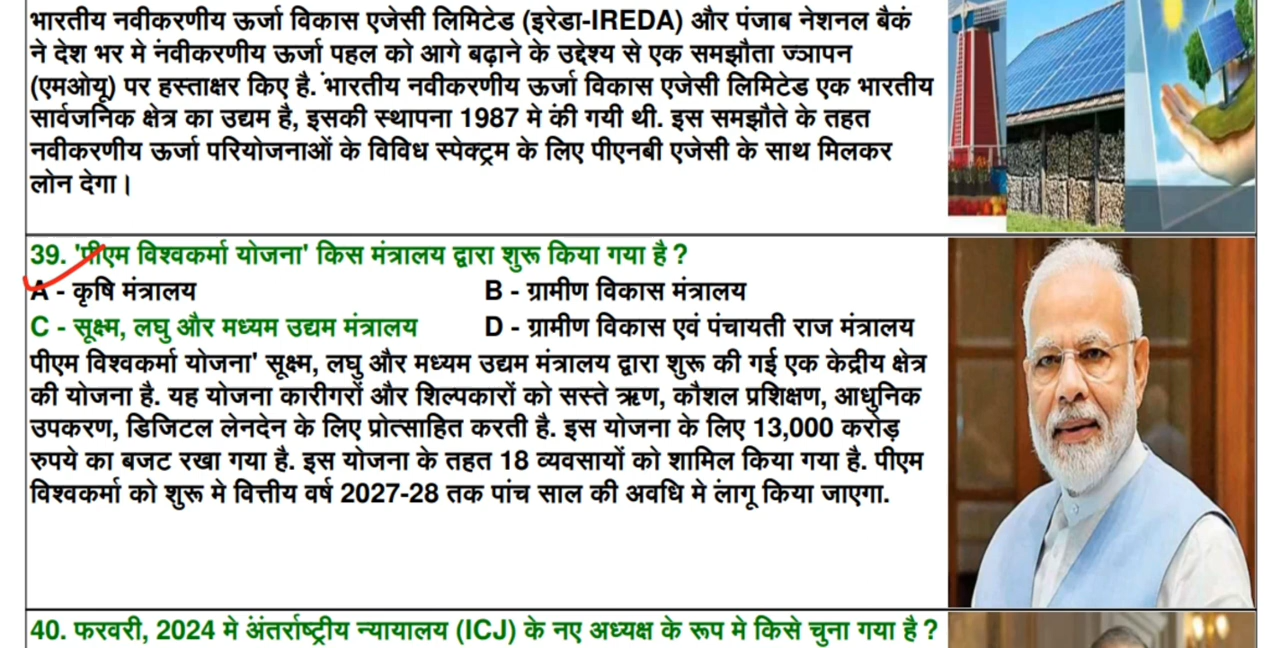 भारतीय नवीकरणीय ऊर्जा विकास एजेसी लिमिटेड (इरेडा-IREDA) और पंजाब नेशनल बैकं
ने देश भर मे नंवीकरणीय ऊर्जा पहल को आगे बढ़ाने के उद्देश्य से एक समझौता ज्ञापन
(एमओयू) पर हस्ताक्षर किए है. भारतीय नवीकरणीय ऊर्जा विकास एजेसी लिमिटेड एक भारतीय
सार्वजनिक क्षेत्र का उद्यम है, इसकी स्थापना 1987 मे कंी गयी थी. इस समझौते के तहत
नवीकरणीय ऊर्जा परियोजनाओं के विविध स्पेक्ट्रम के लिए पीएनबी एजेसी के साथ मिलकर
लोन देगा।
39. 'पीएम विश्वकर्मा योजना' किस मंत्रालय द्वारा शुरू किया गया है ?
A - कृषि मंत्रालय B - ग्रामीण विकास मंत्रालय
C - सूक्ष्म, लघु और मध्यम उद्यम मंत्रालय D - ग्रामीण विकास एवं पंचायती राज मंत्रालय
पीएम विश्वकर्मा योजना' सूक्ष्म, लघु और मध्यम उद्यम मंत्रालय द्वारा शुरू की गई एक केंद्रीय क्षेत्र
की योजना है. यह योजना कारीगरों और शिल्पकारों को सस्ते ऋण, कौशल प्रशिक्षण, आधुनिक
उपकरण, डिजिटल लेनदेन के लिए प्रोत्साहित करती है. इस योजना के लिए 13,000 करोड़
रुपये का बजट रखा गया है. इस योजना के तहत 18 व्यवसायों को शामिल किया गया है. पीएम
विश्वकर्मा को शुरू मे वित्तीय वर्ष 2027-28 तक पांच साल की अवधि मे लंागू किया जाएगा.
40. फरवरी, 2024 मे अंंतर्राष्ट्रीय न्यायालय (ICJ) के नए अध्यक्ष के रूप मे किसे चुना गया है ?